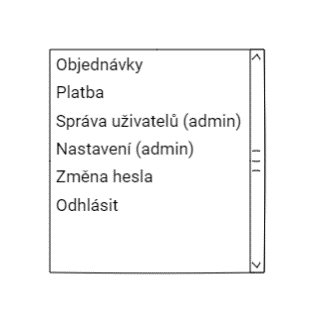 Objednávky
Platba
Správa uživatelů (admin)
Nastavení (admin)
Změna hesla
Odhlásit